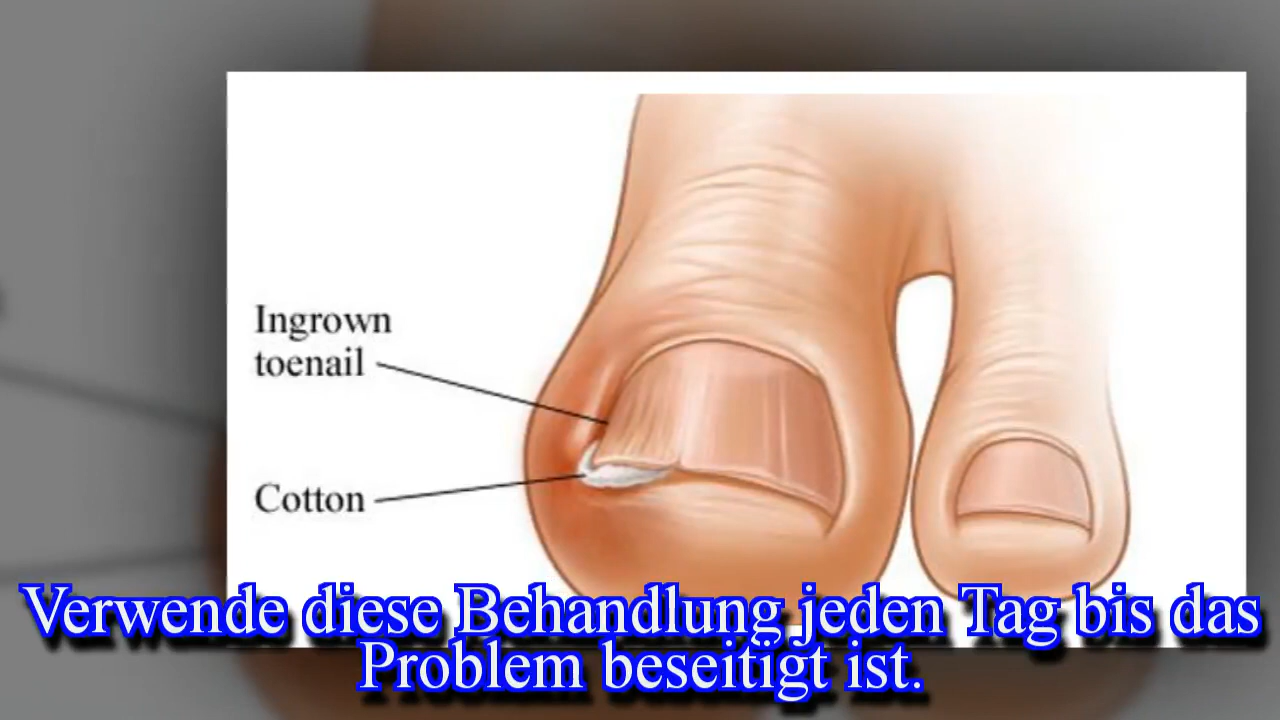 Ingrown
toenail
Cotton
Verwende diese Behandlung jeden Tag bis das
Problem beseitigt ist.